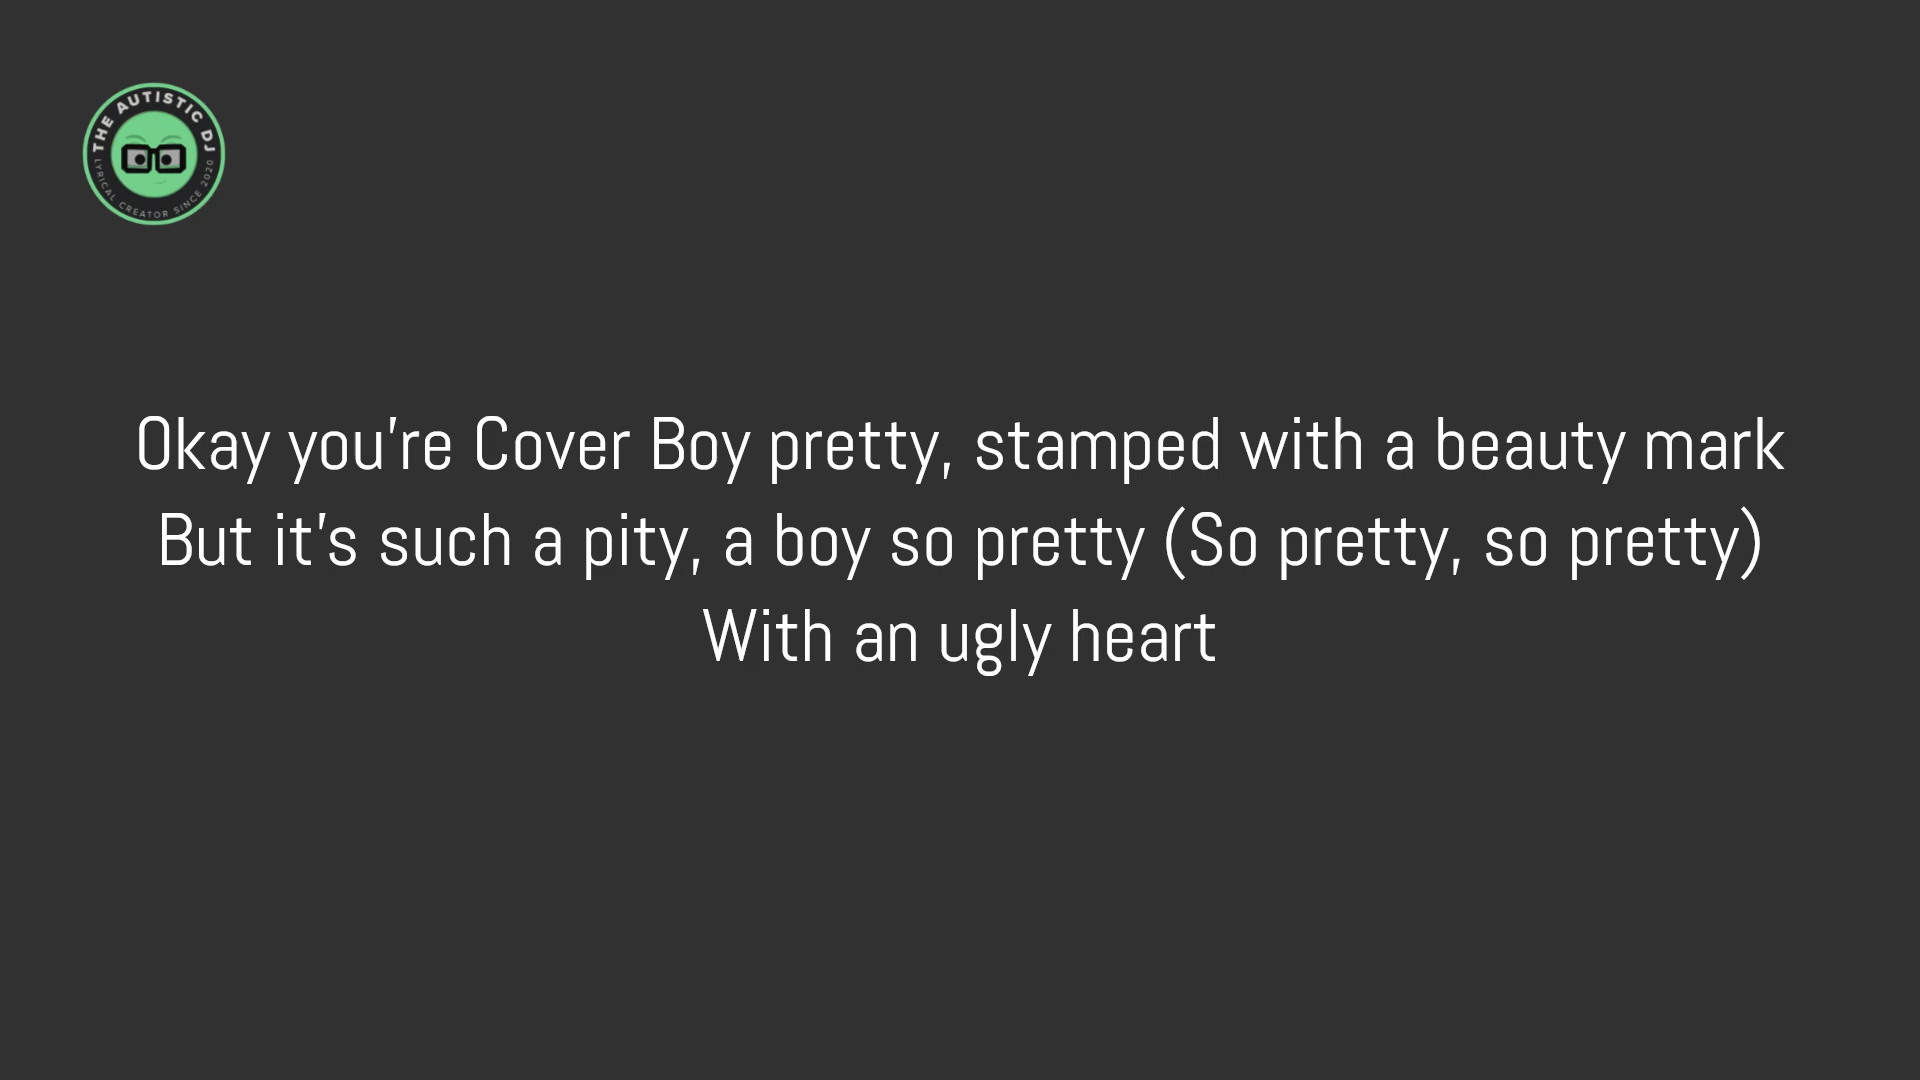 THE AUTISTIC DJ
LYRICAL CREATOR SINCE 2020
Okay you're Cover Boy pretty, stamped with a beauty mark
But it's such a pity, a boy so pretty (So pretty, so pretty)
With an ugly heart